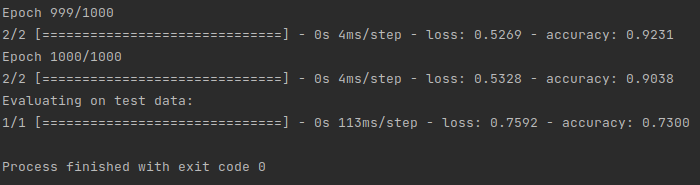 Epoch 999/1000
2/2 [==============================] - 0s 4ms/step - loss: 0.5269 - accuracy: 0.9231
Epoch 1000/1000
2/2 [==============================] - 0s 4ms/step - loss: 0.5328 - accuracy: 0.9038
Evaluating on test data:
1/1 [==============================] - 0s 113ms/step - loss: 0.7592 - accuracy: 0.7300
Process finished with exit code 0